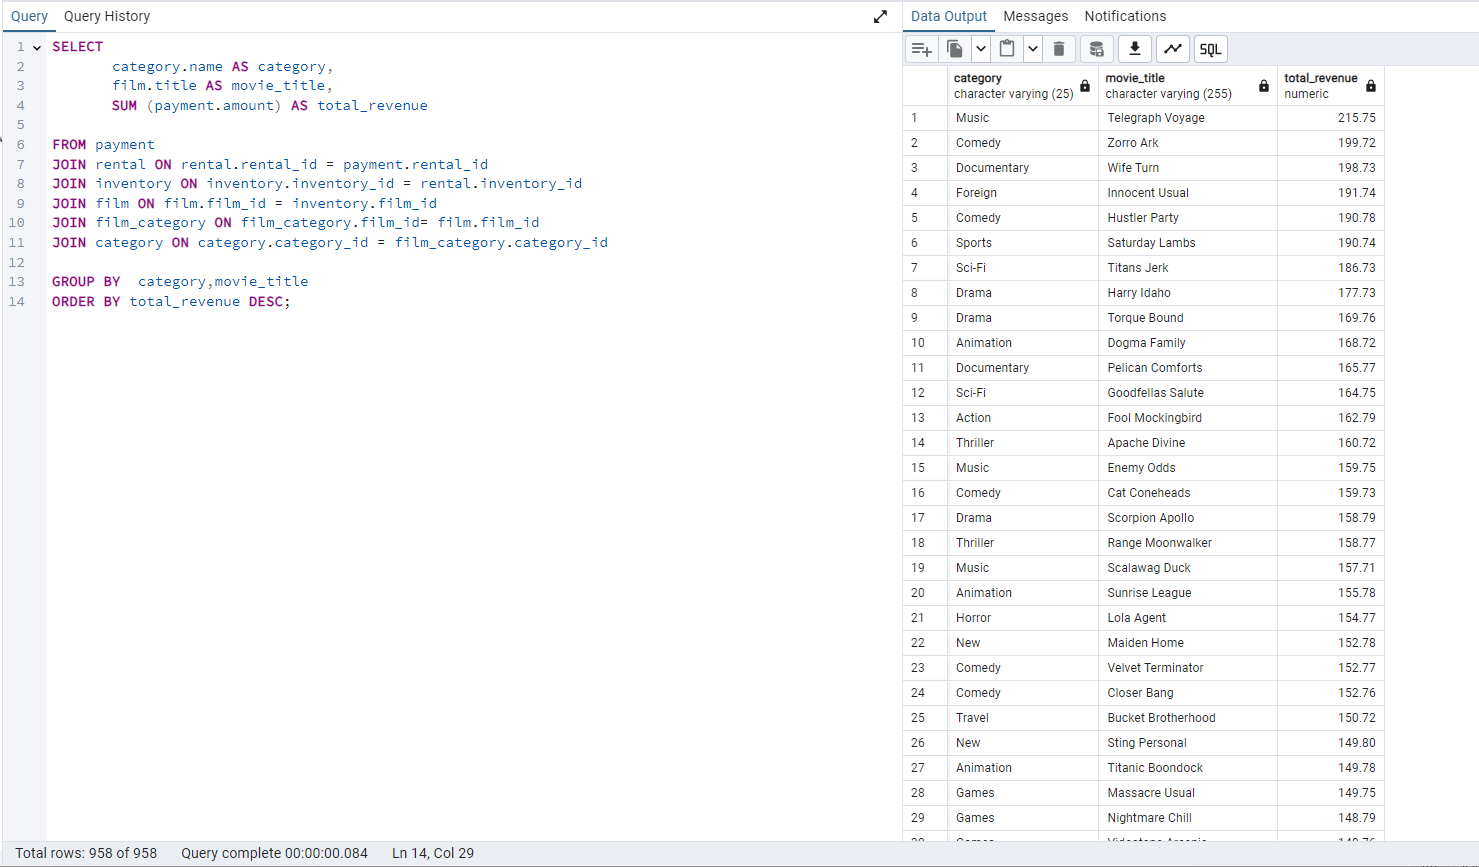 Query Query History
1 SELECT
2 category.name AS category,
3 film.title AS movie_title,
4 SUM (payment.amount) AS total_revenue
5
6 FROM payment
7 JOIN rental ON rental.rental_id = payment.rental_id
8 JOIN inventory ON inventory.inventory_id = rental.inventory_id
9 JOIN film ON film.film_id = inventory.film_id
10 JOIN film_category ON film_category.film_id= film.film_id
11 JOIN category ON category.category_id = film_category.category_id
12
13 GROUP BY  category,movie_title
14 ORDER BY total_revenue DESC;
Data Output Messages Notifications
SQL
category movie_title total_revenue
character varying (25) character varying (255) numeric
1 Music Telegraph Voyage 215.75
2 Comedy Zorro Ark 199.72
3 Documentary Wife Turn 198.73
4 Foreign Innocent Usual 191.74
5 Comedy Hustler Party 190.78
6 Sports Saturday Lambs 190.74
7 Sci-Fi Titans Jerk 186.73
8 Drama Harry Idaho 177.73
9 Drama Torque Bound 169.76
10 Animation Dogma Family 168.72
11 Documentary Pelican Comforts 165.77
12 Sci-Fi Goodfellas Salute 164.75
13 Action Fool Mockingbird 162.79
14 Thriller Apache Divine 160.72
15 Music Enemy Odds 159.75
16 Comedy Cat Coneheads 159.73
17 Drama Scorpion Apollo 158.79
18 Thriller Range Moonwalker 158.77
19 Music Scalawag Duck 157.71
20 Animation Sunrise League 155.78
21 Horror Lola Agent 154.77
22 New Maiden Home 152.78
23 Comedy Velvet Terminator 152.77
24 Comedy Closer Bang 152.76
25 Travel Bucket Brotherhood 150.72
26 New Sting Personal 149.80
27 Animation Titanic Boondock 149.78
28 Games Massacre Usual 149.75
29 Games Nightmare Chill 148.79
Total rows: 958 of 958 Query complete 00:00:00.084 Ln 14, Col 29